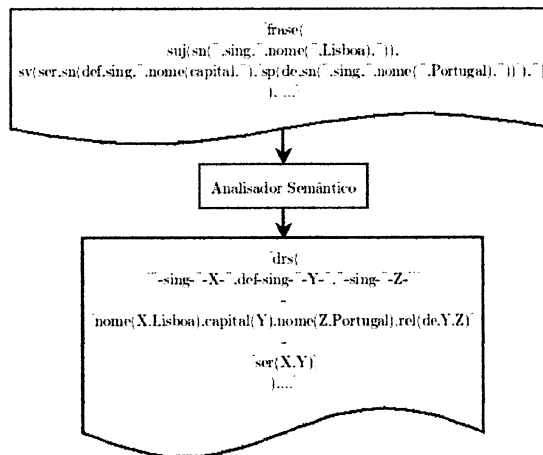 'frase(
suj(sn(¨,sing,¨,nome(¨,Lisboa),¨)),
sv(ser,sn(def,sing,¨,nome(capital),¨),'sp(de,sn(¨,sing,¨,nome(¨,Portugal),¨))'),¨)
), ...'
Analisador Semântico
'drs(
'¨-sing-¨-X-¨,def-sing-¨-Y-¨,¨-sing-¨-Z-¨'
-
'nome(X,Lisboa),capital(Y),nome(Z,Portugal),rel(de,Y,Z)'
-
'ser(X,Y)'
),...'